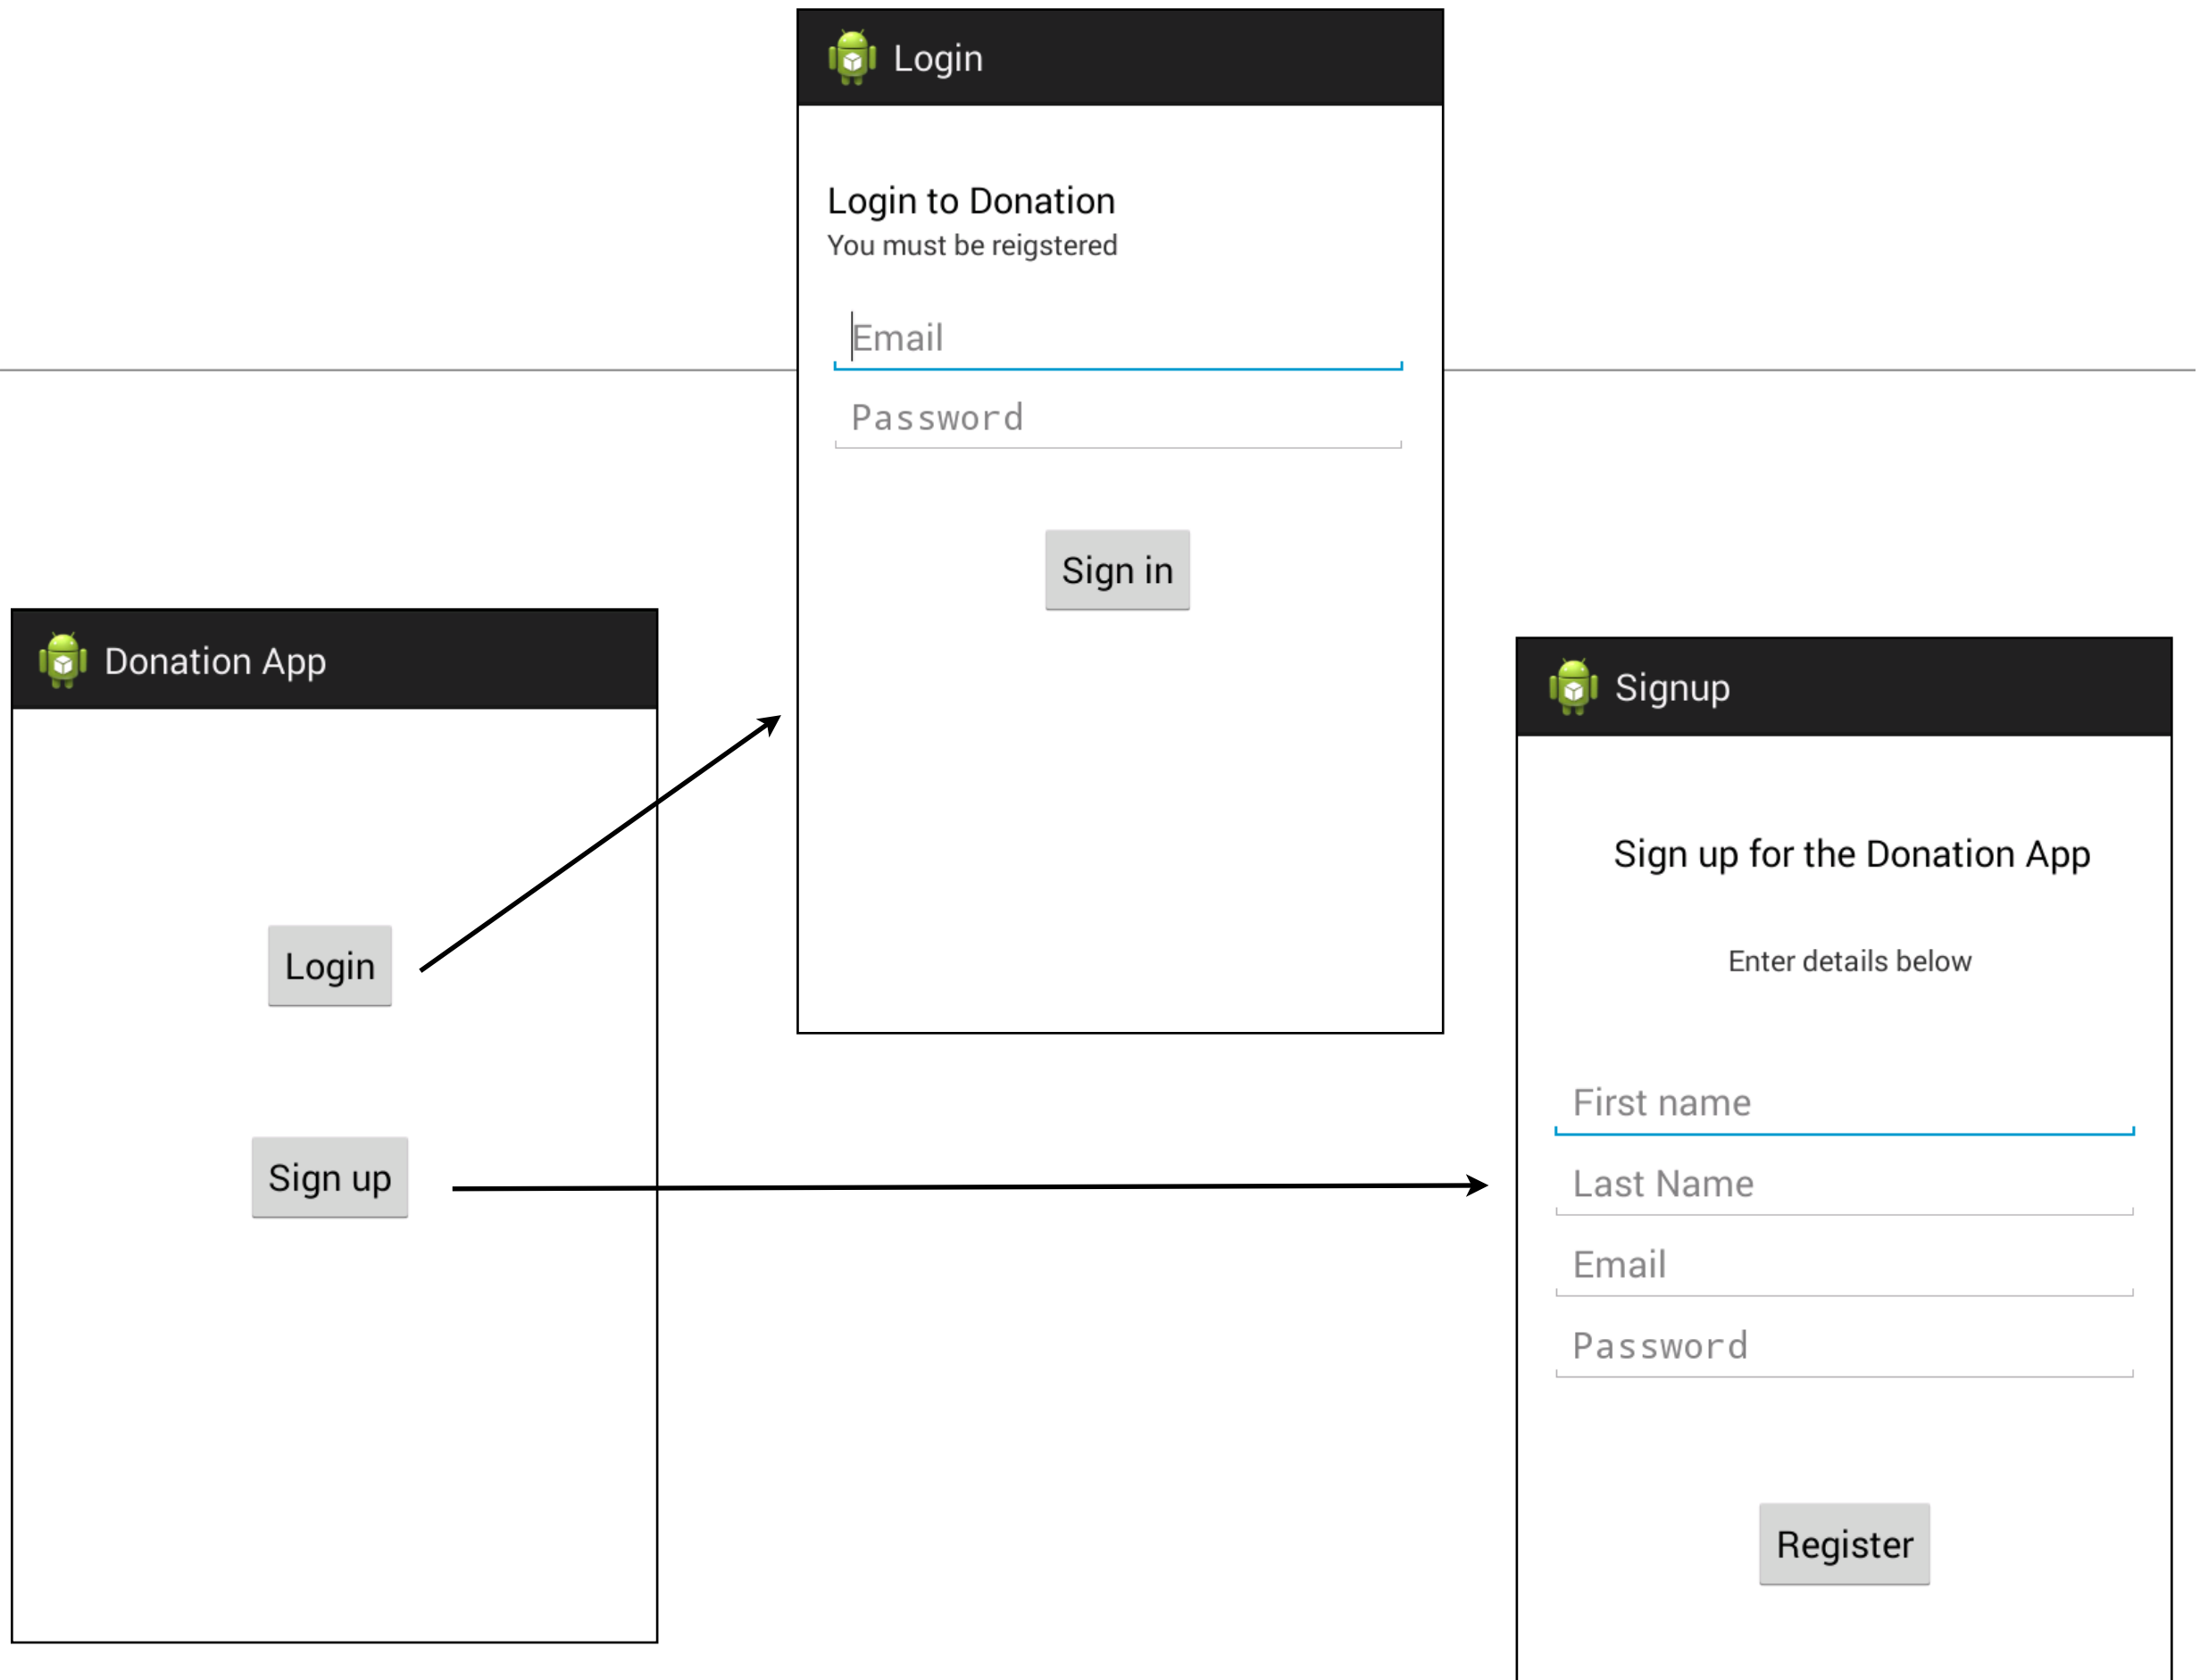 Login
Login to Donation
You must be reigstered
Email
Password
Sign in
Donation App
Login
Sign up
Signup
Sign up for the Donation App
Enter details below
First name
Last Name
Email
Password
Register